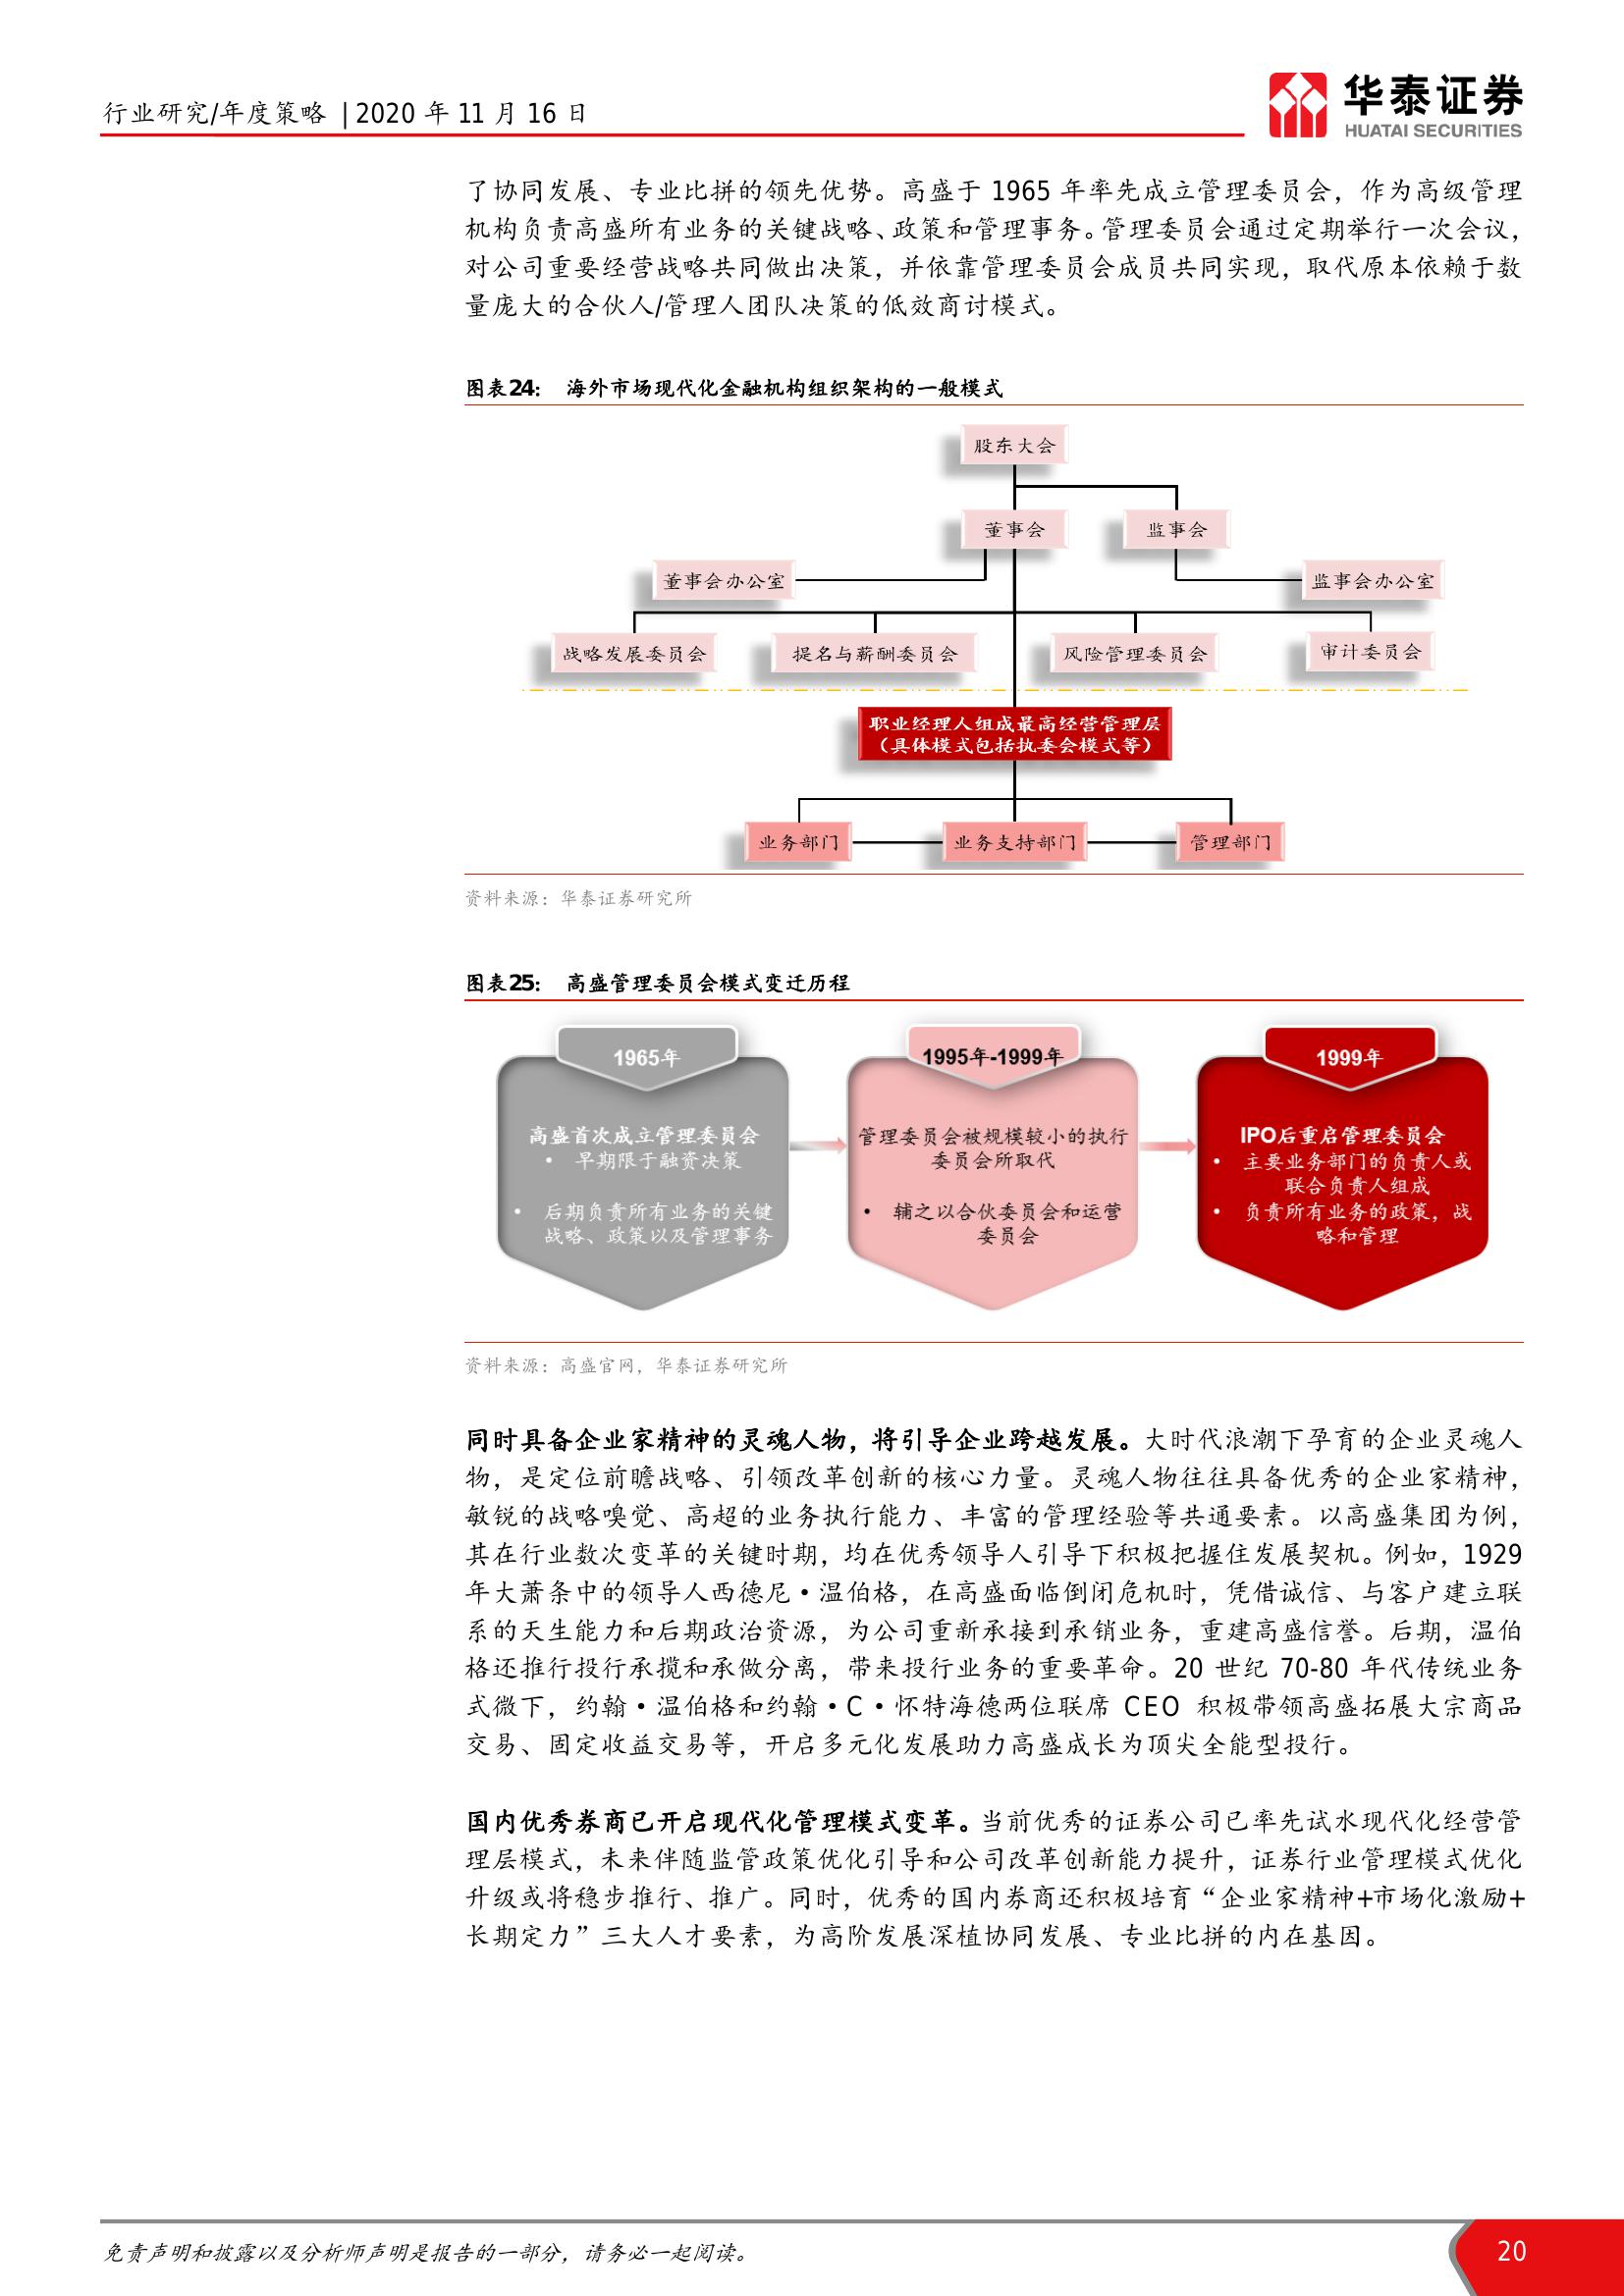 行业研究/年度策略 | 2020 年 11 月 16 日
华泰证券
HUATAI SECURITIES
了协同发展、专业比拼的领先优势。高盛于 1965 年率先成立管理委员会，作为高级管理
机构负责高盛所有业务的关键战略、政策和管理事务。管理委员会通过定期举行一次会议，
对公司重要经营战略共同做出决策，并依靠管理委员会成员共同实现，取代原本依赖于数
量庞大的合伙人/管理人团队决策的低效商讨模式。
图表24： 海外市场现代化金融机构组织架构的一般模式
股东大会
董事会 监事会
董事会办公室 监事会办公室
战略发展委员会 提名与薪酬委员会 风险管理委员会 审计委员会
职业经理人组成最高经营管理层
（具体模式包括执委会模式等）
业务部门 业务支持部门 管理部门
资料来源：华泰证券研究所
图表25： 高盛管理委员会模式变迁历程
1965年
高盛首次成立管理委员会
• 早期限于融资决策
• 后期负责所有业务的关键
战略、政策以及管理事务
1995年-1999年
管理委员会被规模较小的执行
委员会所取代
• 辅之以合伙委员会和运营
委员会
1999年
IPO后重启管理委员会
• 主要业务部门的负责人或
联合负责人组成
• 负责所有业务的政策，战
略和管理
资料来源：高盛官网，华泰证券研究所
同时具备企业家精神的灵魂人物，将引导企业跨越发展。大时代浪潮下孕育的企业灵魂人
物，是定位前瞻战略、引领改革创新的核心力量。灵魂人物往往具备优秀的企业家精神，
敏锐的战略嗅觉、高超的业务执行能力、丰富的管理经验等共通要素。以高盛集团为例，
其在行业数次变革的关键时期，均在优秀领导人引导下积极把握住发展契机。例如，1929
年大萧条中的领导人西德尼·温伯格，在高盛面临倒闭危机时，凭借诚信、与客户建立联
系的天生能力和后期政治资源，为公司重新承接到承销业务，重建高盛信誉。后期，温伯
格还推行投行承揽和承做分离，带来投行业务的重要革命。20 世纪 70-80 年代传统业务
式微下，约翰·温伯格和约翰·C·怀特海德两位联席 CEO 积极带领高盛拓展大宗商品
交易、固定收益交易等，开启多元化发展助力高盛成长为顶尖全能型投行。
国内优秀券商已开启现代化管理模式变革。当前优秀的证券公司已率先试水现代化经营管
理层模式，未来伴随监管政策优化引导和公司改革创新能力提升，证券行业管理模式优化
升级或将稳步推行、推广。同时，优秀的国内券商还积极培育“企业家精神+市场化激励+
长期定力”三大人才要素，为高阶发展深植协同发展、专业比拼的内在基因。
免责声明和披露以及分析师声明是报告的一部分，请务必一起阅读。
20